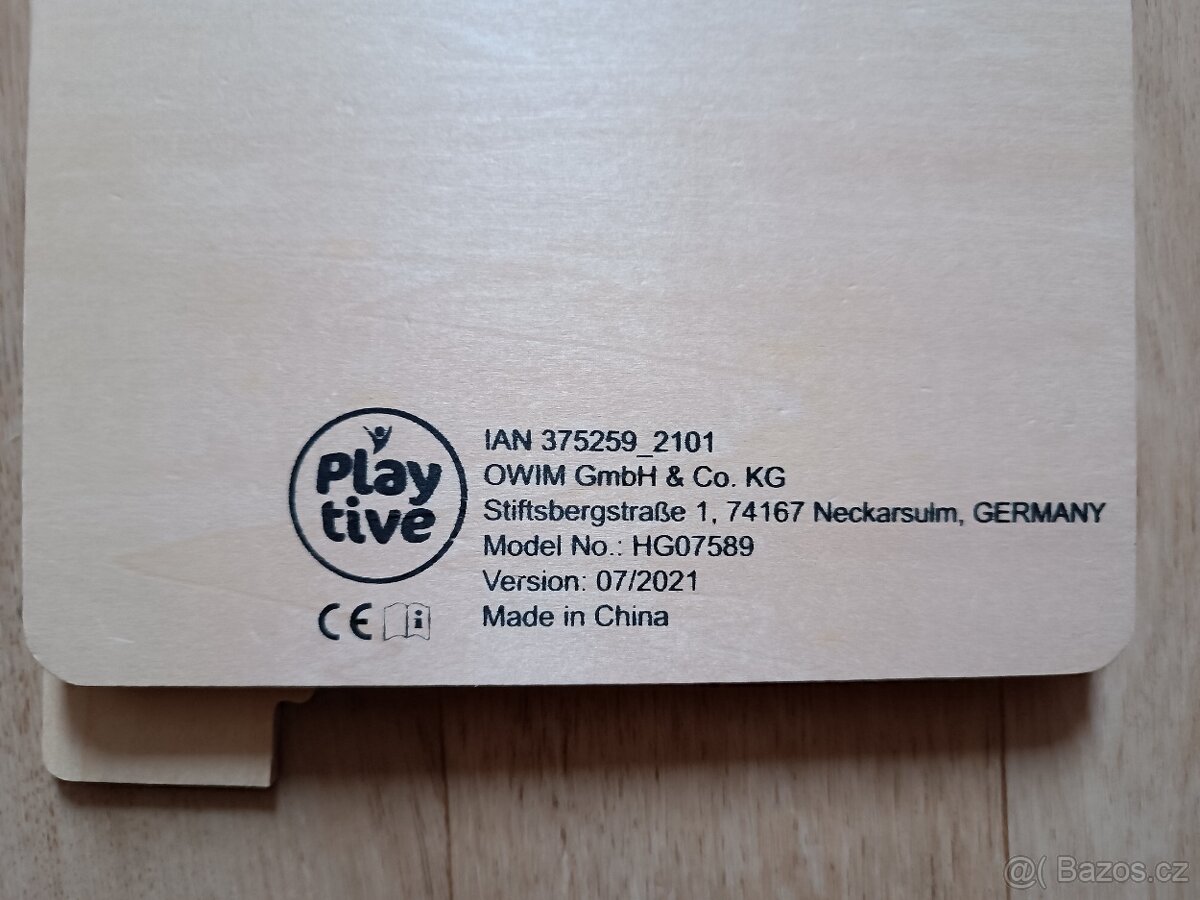 Play
tive
IAN 375259_2101
OWIM GmbH & Co. KG
Stiftsbergstraße 1, 74167 Neckarsulm, GERMANY
Model No.: HG07589
Version: 07/2021
Made in China
CE i
@( Bazos.cz